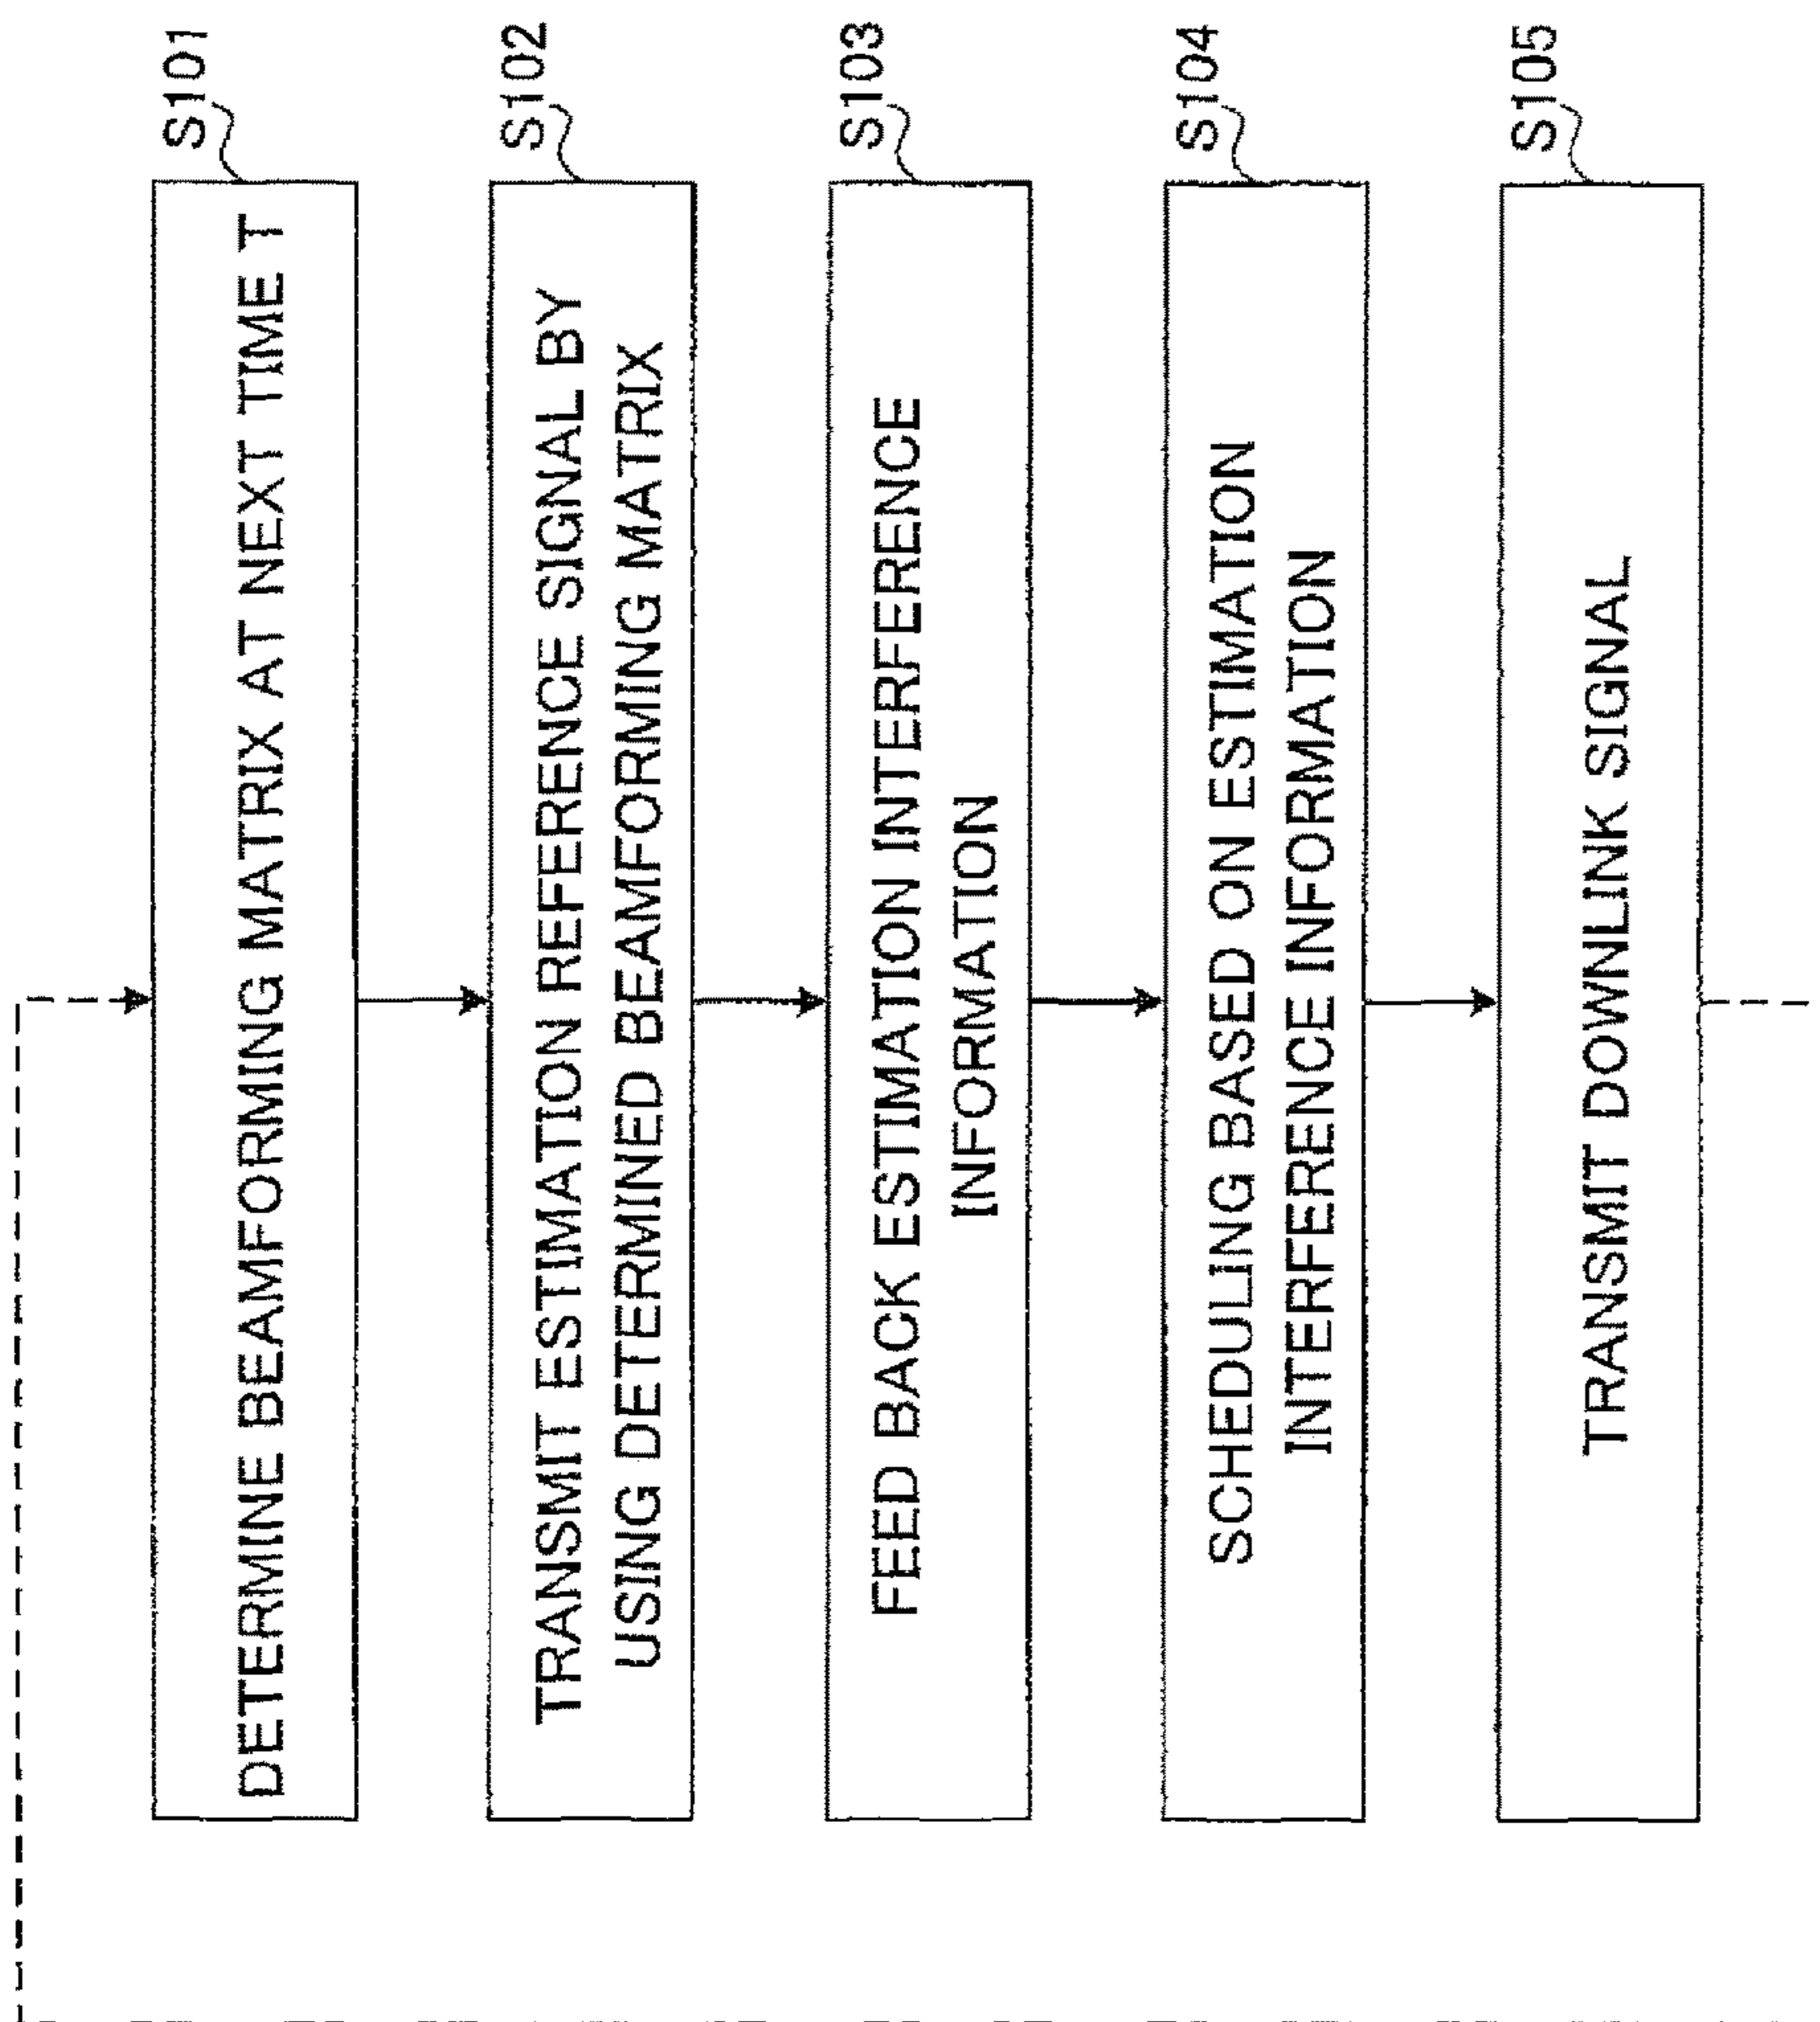 S101
DETERMINE BEAMFORMING MATRIX AT NEXT TIME T
S102
TRANSMIT ESTIMATION REFERENCE SIGNAL BY
USING DETERMINED BEAMFORMING MATRIX
S103
FEED BACK ESTIMATION INTERFERENCE
INFORMATION
S104
SCHEDULING BASED ON ESTIMATION
INTERFERENCE INFORMATION
S105
TRANSMIT DOWNLINK SIGNAL